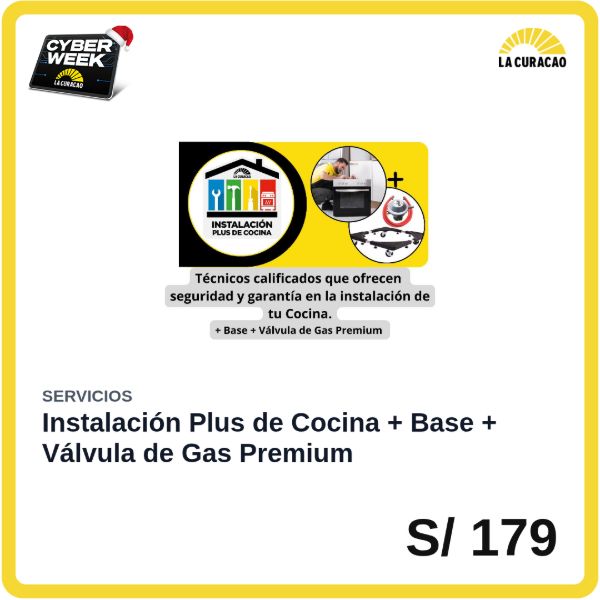 CYBER
WEEK
LA CURACAO
LA CURACAO
LA CURACAO
INSTALACIÓN
PLUS DE COCINA
+
Técnicos calificados que ofrecen
seguridad y garantía en la instalación de
tu Cocina.
+ Base + Válvula de Gas Premium
SERVICIOS
Instalación Plus de Cocina + Base +
Válvula de Gas Premium
S/ 179